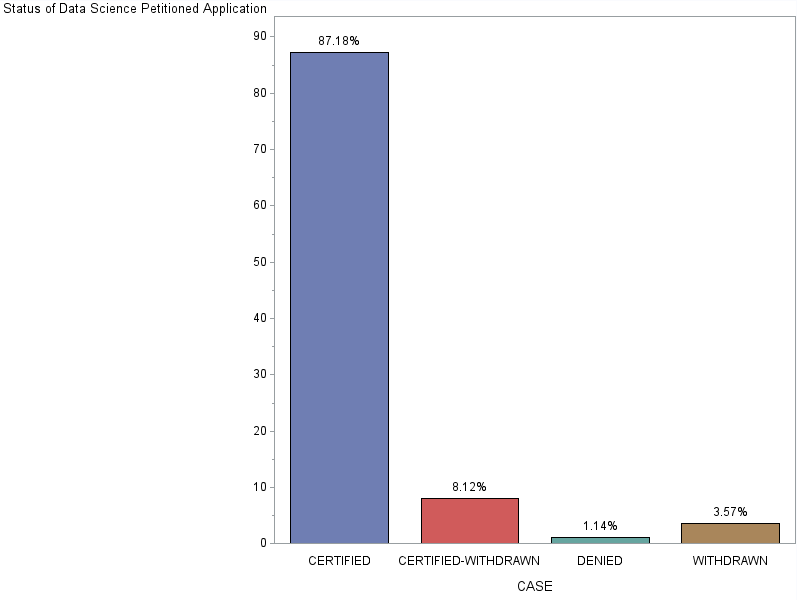 Status of Data Science Petitioned Application
90
80
70
60
50
40
30
20
10
0
87.18%
8.12%
1.14%
3.57%
CERTIFIED
CERTIFIED-WITHDRAWN
DENIED
WITHDRAWN
CASE